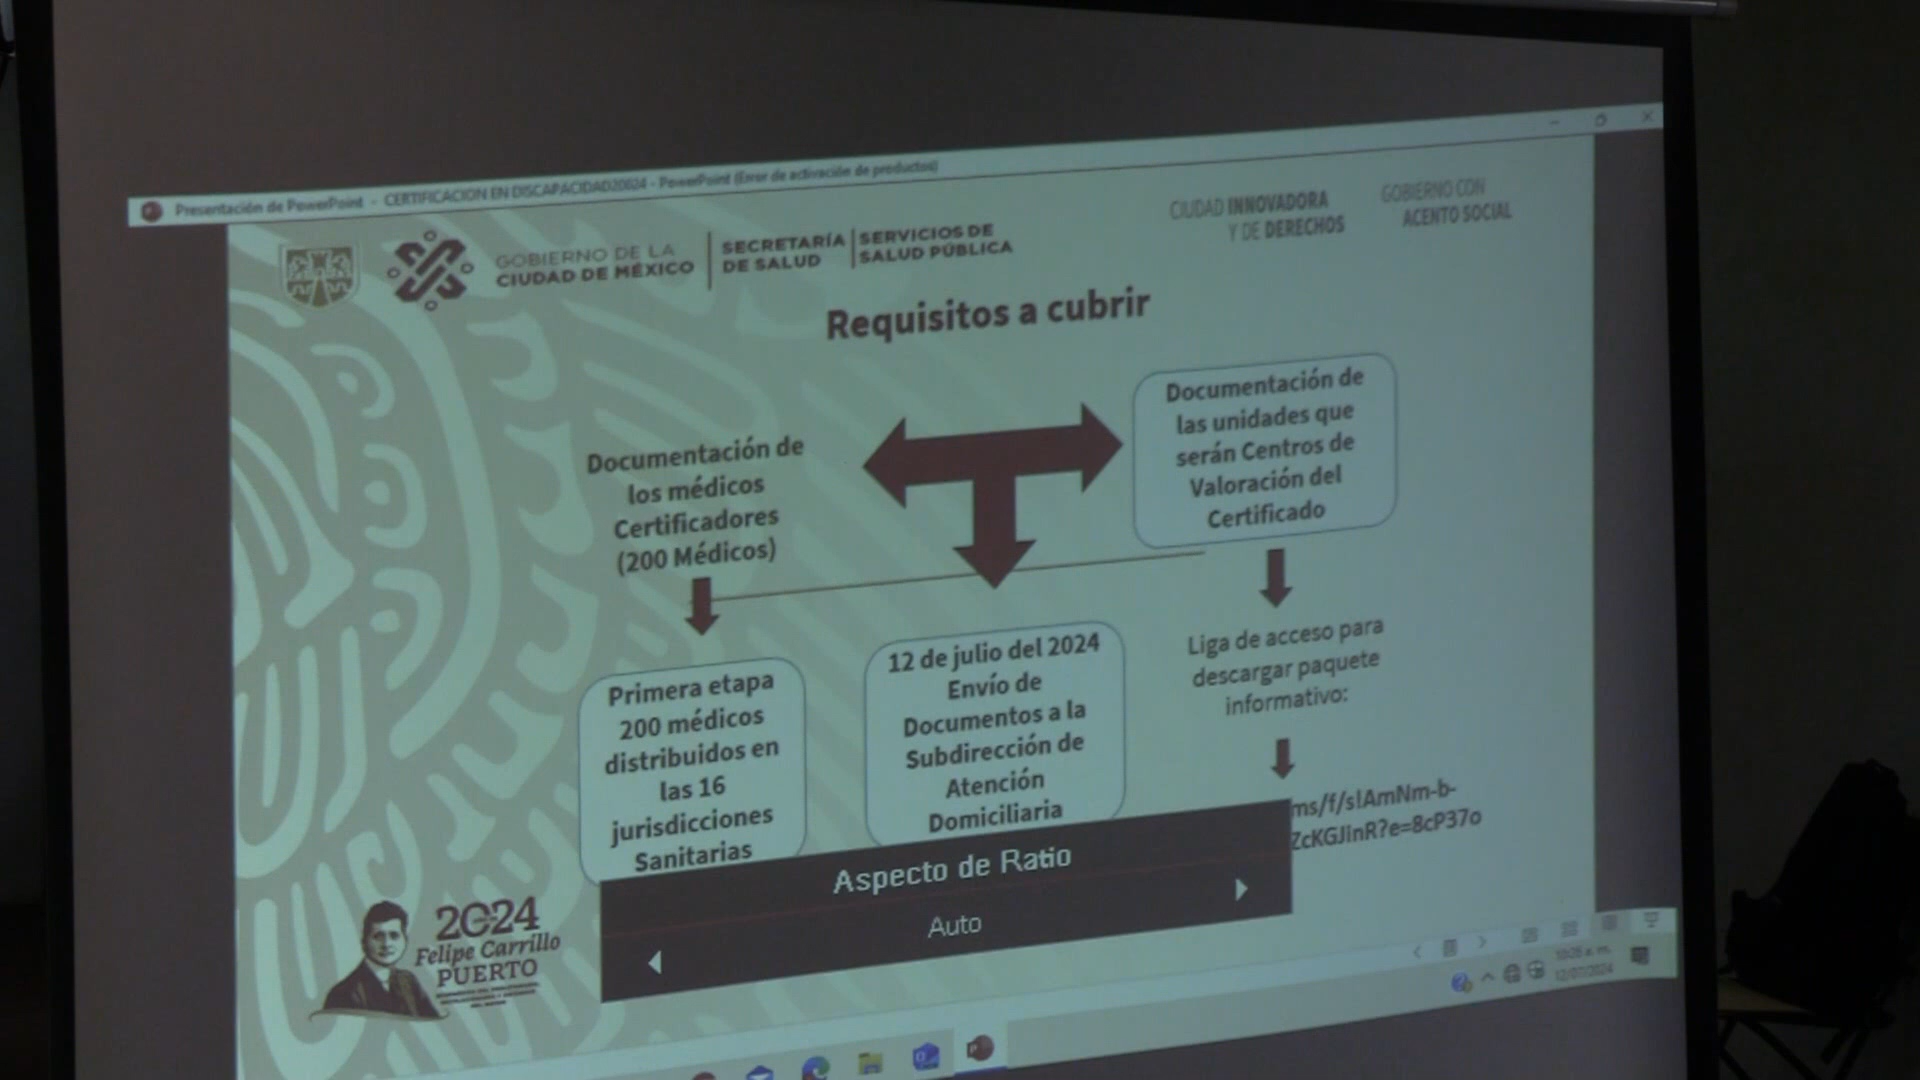 Presentación de PowerPoint - CERTIFICACION EN DISCAPACIDAD20024 - PowerPoint (Error de activación de productos)
GOBIERNO DE LA
CIUDAD DE MÉXICO
SECRETARÍA
DE SALUD
SERVICIOS DE
SALUD PÚBLICA
CIUDAD INNOVADORA
Y DE DERECHOS
GOBIERNO CON
ACENTO SOCIAL
Requisitos a cubrir
Documentación de
los médicos
Certificadores
(200 Médicos)
Documentación de
las unidades que
serán Centros de
Valoración del
Certificado
Primera etapa
200 médicos
distribuidos en
las 16
jurisdicciones
Sanitarias
12 de julio del 2024
Envío de
Documentos a la
Subdirección de
Atención
Domiciliaria
Liga de acceso para
descargar paquete
informativo:
ms/f/s!AmNm-b-
ZcKGJinR?e=8cP37o
Aspecto de Ratio
Auto
2024
Felipe Carrillo
PUERTO
12/07/2024